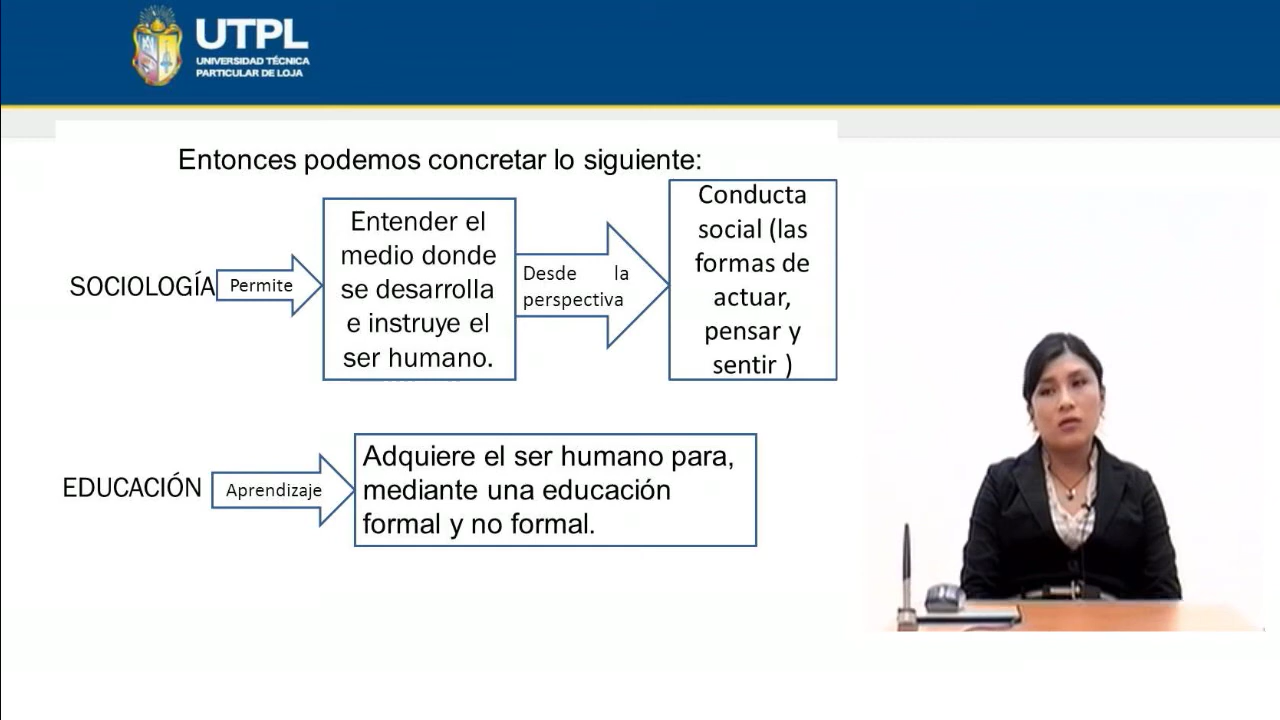 UTPL
UNIVERSIDAD TÉCNICA
PARTICULAR DE LOJA
Entonces podemos concretar lo siguiente:
SOCIOLOGÍA
Permite
Entender el
medio donde
se desarrolla
e instruye el
ser humano.
Desde la
perspectiva
Conducta
social (las
formas de
actuar,
pensar y
sentir )
EDUCACIÓN
Aprendizaje
Adquiere el ser humano para,
mediante una educación
formal y no formal.